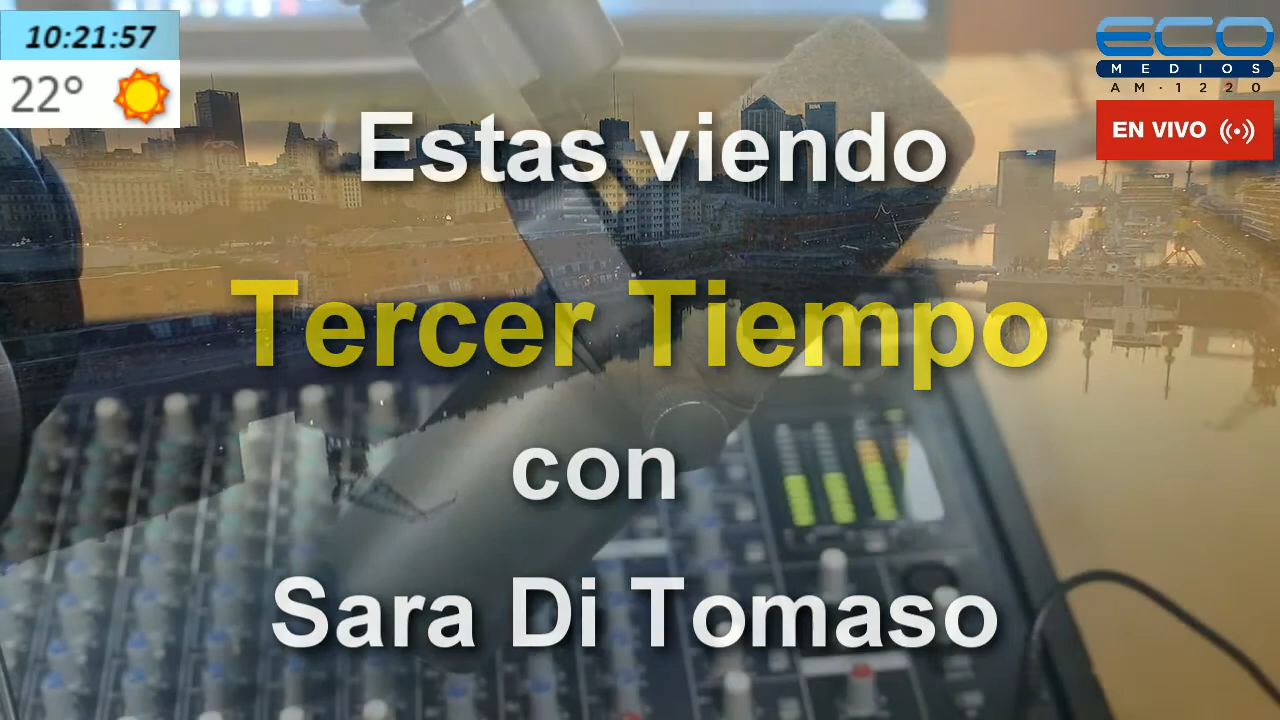 10:21:57
22°
ECO
MEDIOS
AM·1220
EN VIVO
Estas viendo
Tercer Tiempo
con
Sara Di Tomaso